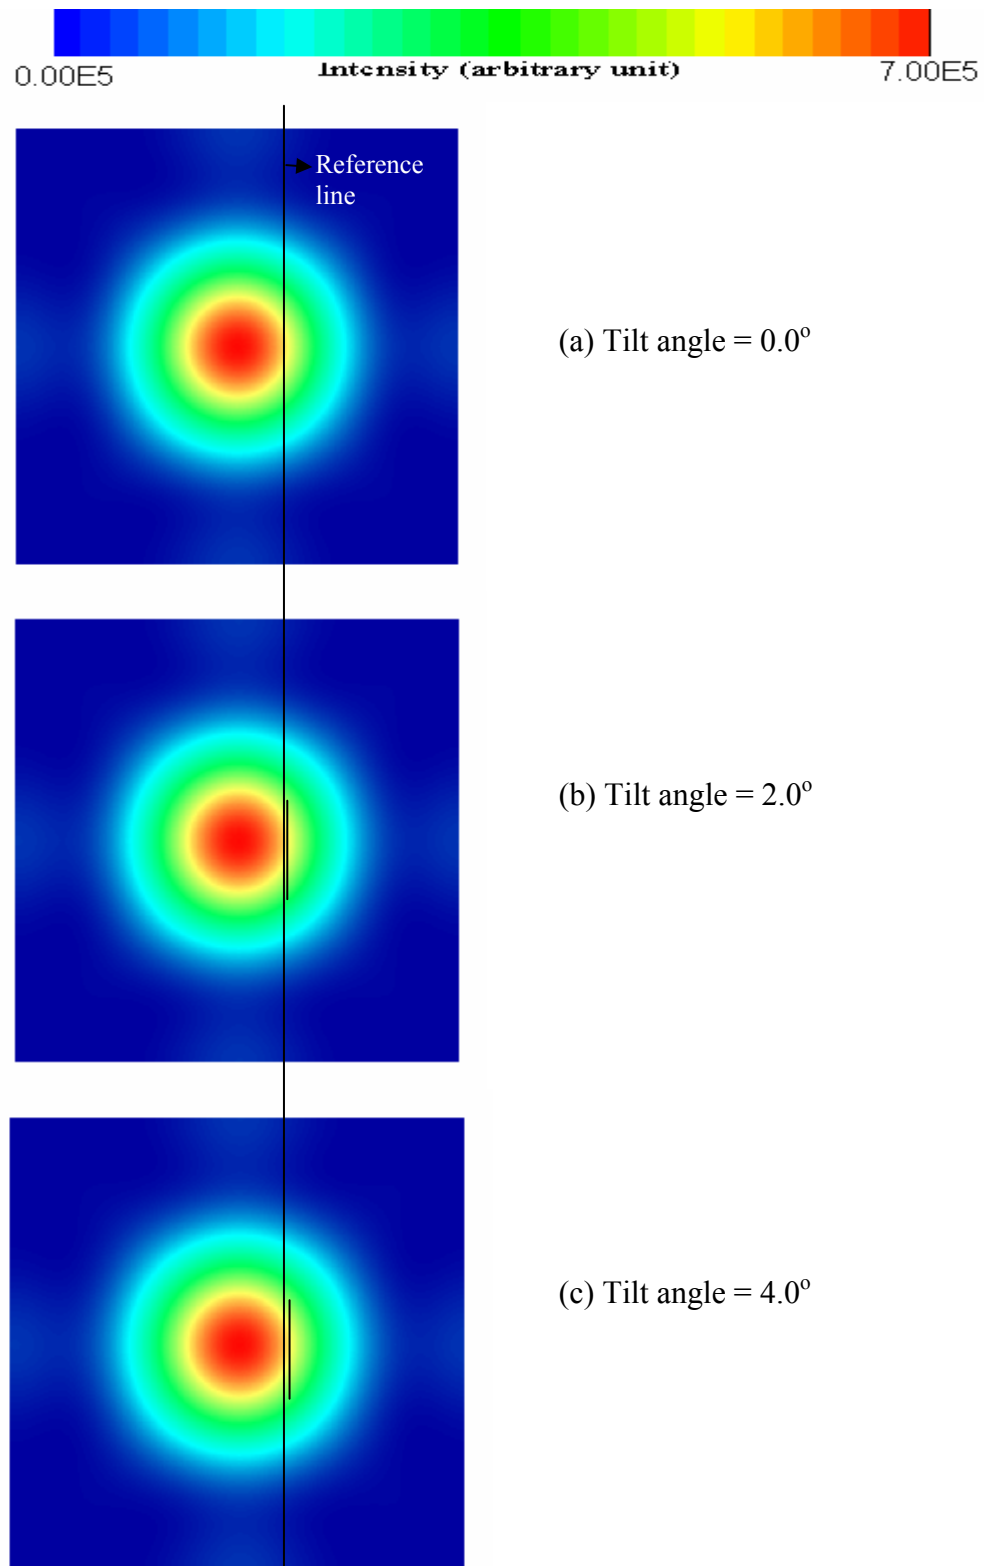 0.00E5 Intensity (arbitrary unit) 7.00E5
Reference
line
(a) Tilt angle = 0.0°
(b) Tilt angle = 2.0°
(c) Tilt angle = 4.0°